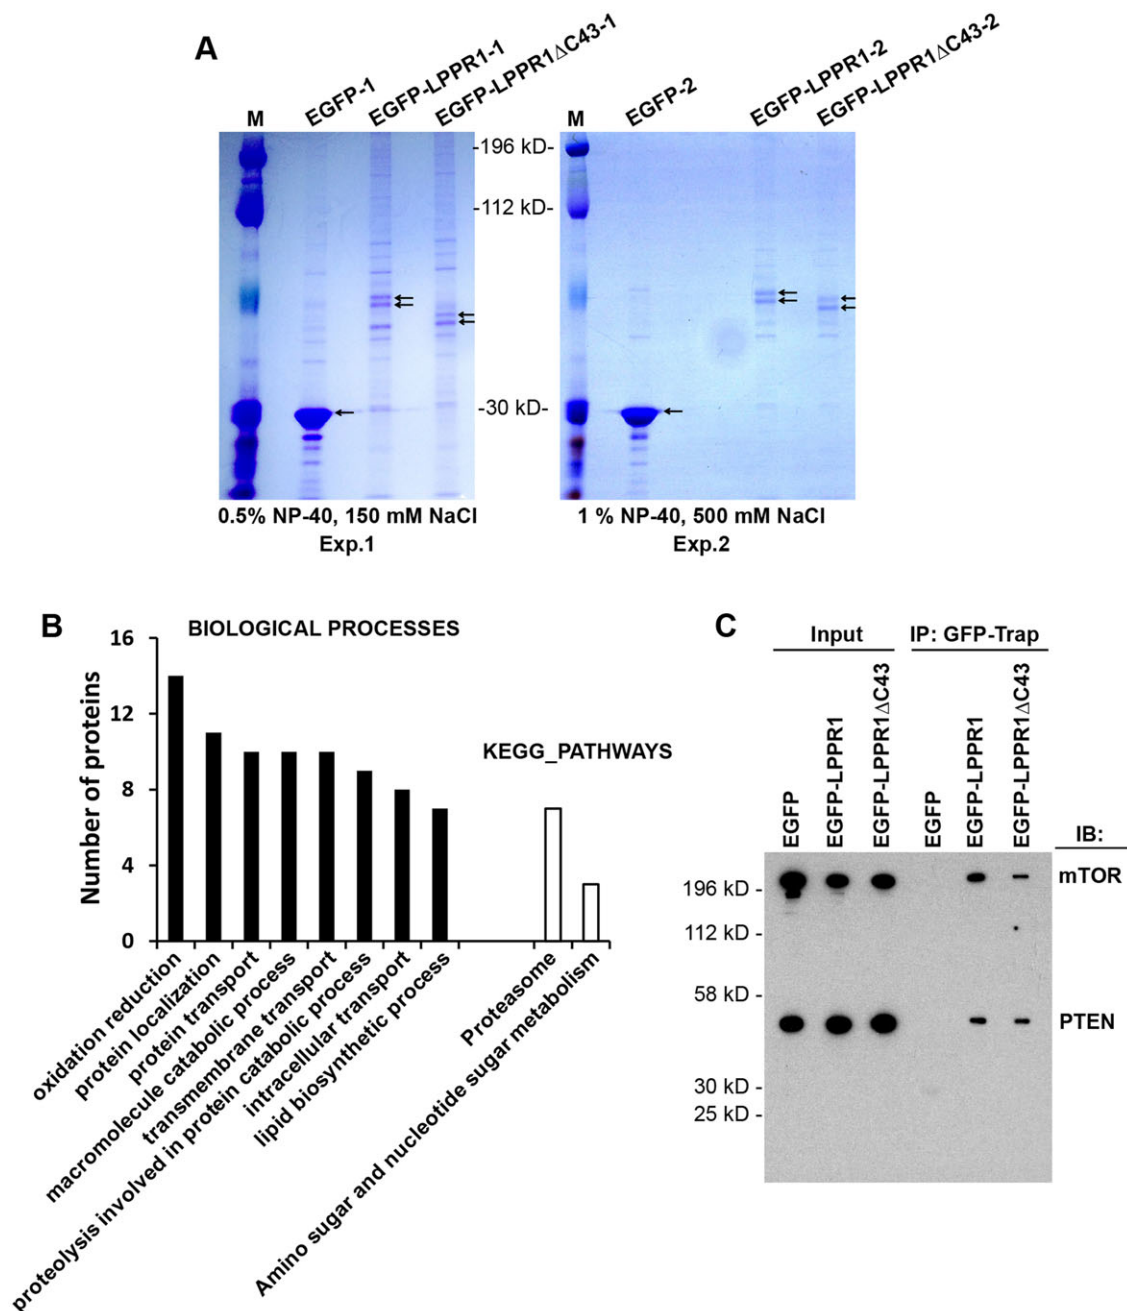 A
M
EGFP-1
EGFP-LPPR1-1
EGFP-LPPR1ΔC43-1
M
EGFP-2
EGFP-LPPR1-2
EGFP-LPPR1ΔC43-2
-196 kD-
-112 kD-
-30 kD-
0.5% NP-40, 150 mM NaCl
Exp.1
1 % NP-40, 500 mM NaCl
Exp.2
B
BIOLOGICAL PROCESSES
KEGG_PATHWAYS
Number of proteins
16
12
8
4
0
oxidation reduction
protein localization
protein transport
macromolecule catabolic process
transmembrane transport
proteolysis involved in protein catabolic process
intracellular transport
lipid biosynthetic process
Proteasome
Amino sugar and nucleotide sugar metabolism
C
Input
IP: GFP-Trap
EGFP
EGFP-LPPR1
EGFP-LPPR1ΔC43
EGFP
EGFP-LPPR1
EGFP-LPPR1ΔC43
IB:
196 kD -
mTOR
112 kD -
58 kD -
PTEN
30 kD -
25 kD -